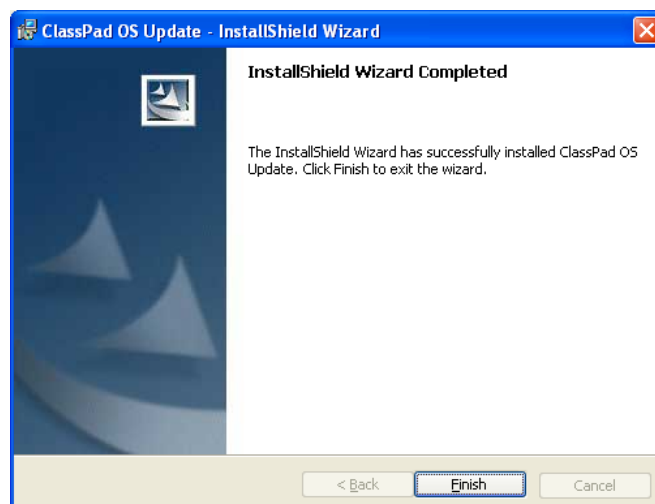 ClassPad OS Update - InstallShield Wizard
InstallShield Wizard Completed
The InstallShield Wizard has successfully installed ClassPad OS
Update. Click Finish to exit the wizard.
< Back Finish Cancel